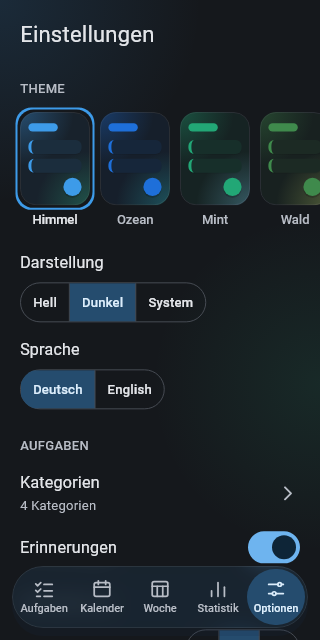 Einstellungen
THEME
Himmel Ozean Mint Wald
Darstellung
Hell Dunkel System
Sprache
Deutsch English
AUFGABEN
Kategorien
4 Kategorien
Erinnerungen
Aufgaben Kalender Woche Statistik Optionen